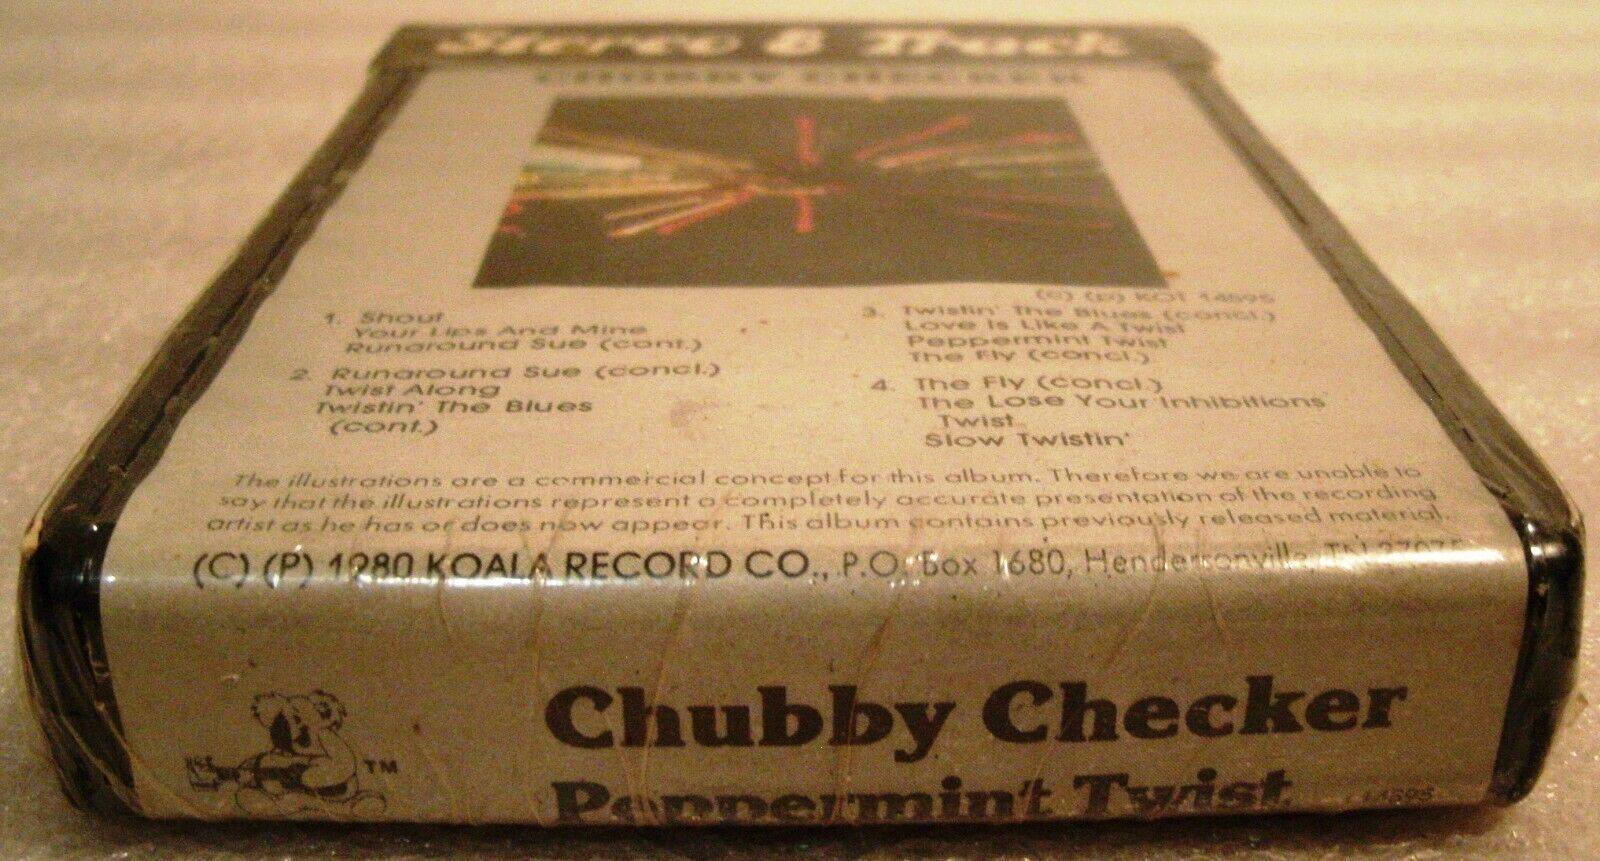 Stereo 8 Track
CHUBBY CHECKER
(C) (P) KOT 14595
1. Shout
Your Lips And Mine
Runaround Sue (cont.)
2. Runaround Sue (concl.)
Twist Along
Twistin' The Blues
(cont.)
3. Twistin' The Blues (concl.)
Love Is Like A Twist
Peppermint Twist
The Fly (concl.)
4. The Fly (concl.)
The Lose Your Inhibitions
Twist
Slow Twistin'
The illustrations are a commercial concept for this album. Therefore we are unable to
say that the illustrations represent a completely accurate presentation of the recording
artist as he has or does now appear. This album contains previously released material.
(C) (P) 1980 KOALA RECORD CO., P.O. Box 1680, Hendersonville, TN 37075
TM
Chubby Checker
Peppermin't Twist
14595